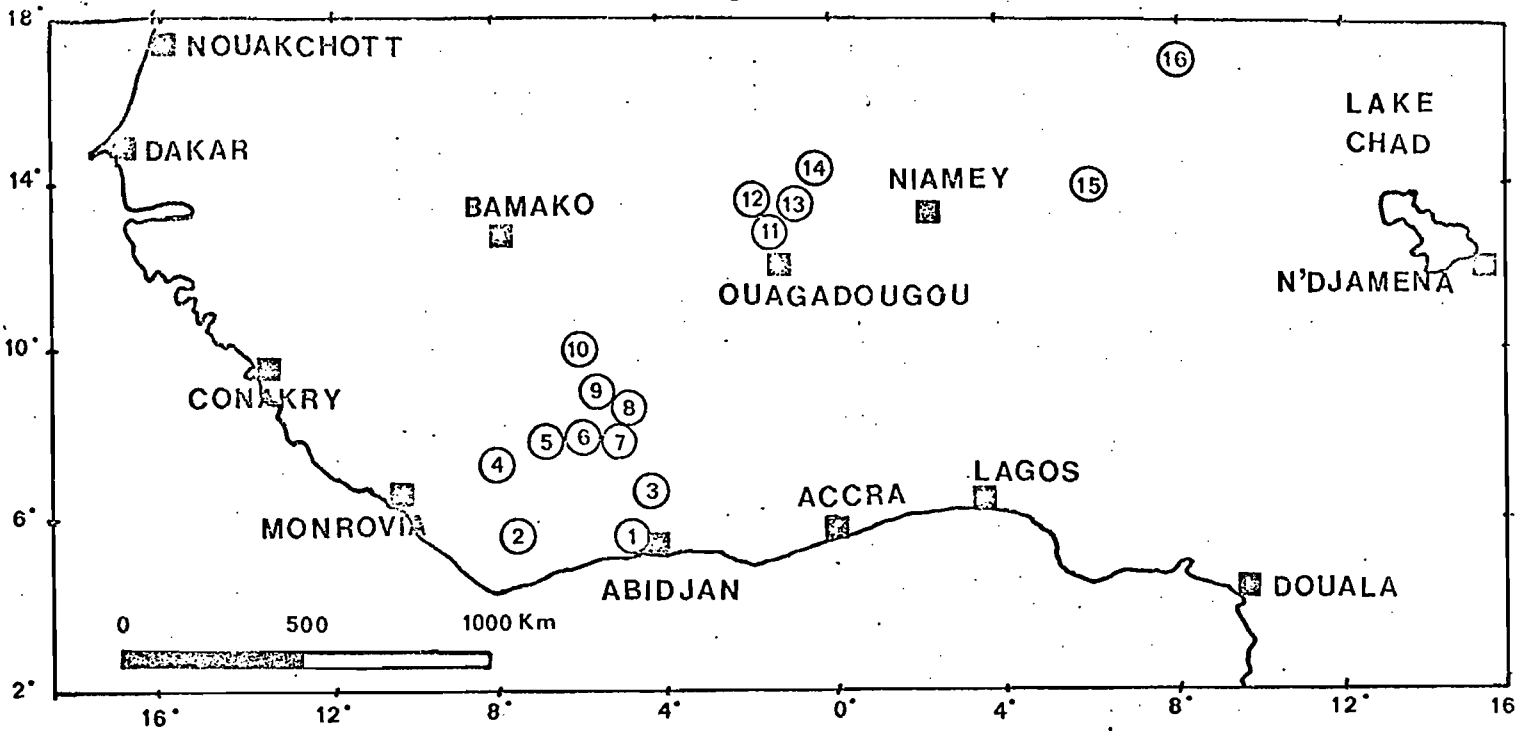 18°
NOUAKCHOTT
16
LAKE
CHAD
DAKAR
14°
14
NIAMEY
15
12
13
BAMAKO
11
OUAGADOUGOU
N'DJAMENA
10°
10
9
CONAKRY
8
5
6
7
4
3
LAGOS
ACCRA
6°
MONROVIA
2
1
ABIDJAN
DOUALA
0
500
1000 Km
2°
16°
12°
8°
4°
0°
4°
8°
12°
16